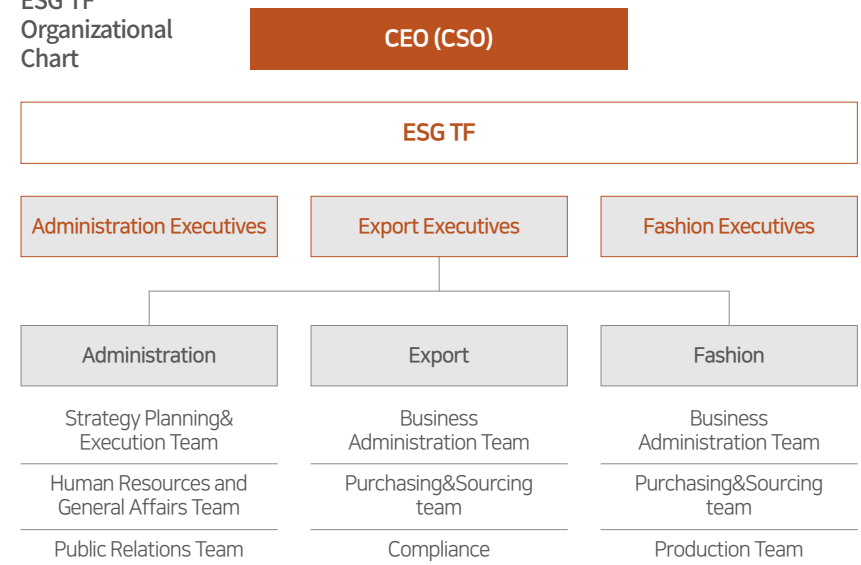 ESG TF
Organizational
Chart
CEO (CSO)
ESG TF
Administration Executives
Export Executives
Fashion Executives
Administration
Export
Fashion
Strategy Planning&
Execution Team
Business
Administration Team
Business
Administration Team
Human Resources and
General Affairs Team
Purchasing&Sourcing
team
Purchasing&Sourcing
team
Public Relations Team
Compliance
Production Team